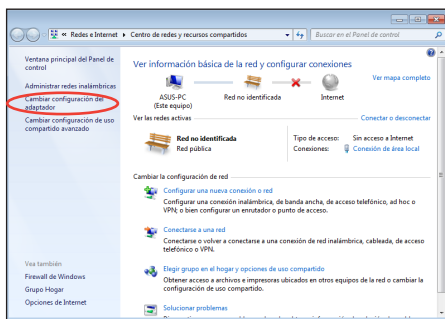 Redes e Internet ▸ Centro de redes y recursos compartidos
Buscar en el Panel de control
Ventana principal del Panel de
control
Administrar redes inalámbricas
Cambiar configuración del
adaptador
Cambiar configuración de uso
compartido avanzado
Vea también
Firewall de Windows
Grupo Hogar
Opciones de Internet
Ver información básica de la red y configurar conexiones
Ver mapa completo
ASUS-PC
(Este equipo)
Red no identificada
Internet
Ver las redes activas
Conectar o desconectar
Red no identificada
Red pública
Tipo de acceso: Sin acceso a Internet
Conexiones: Conexión de área local
Cambiar la configuración de red
Configurar una nueva conexión o red
Configurar una conexión inalámbrica, de banda ancha, de acceso telefónico, ad hoc o
VPN; o bien configurar un enrutador o punto de acceso.
Conectarse a una red
Conectarse o volver a conectarse a una conexión de red inalámbrica, cableada, de acceso
telefónico o VPN.
Elegir grupo en el hogar y opciones de uso compartido
Obtener acceso a archivos e impresoras ubicados en otros equipos de la red o cambiar la
configuración de uso compartido.
Solucionar problemas